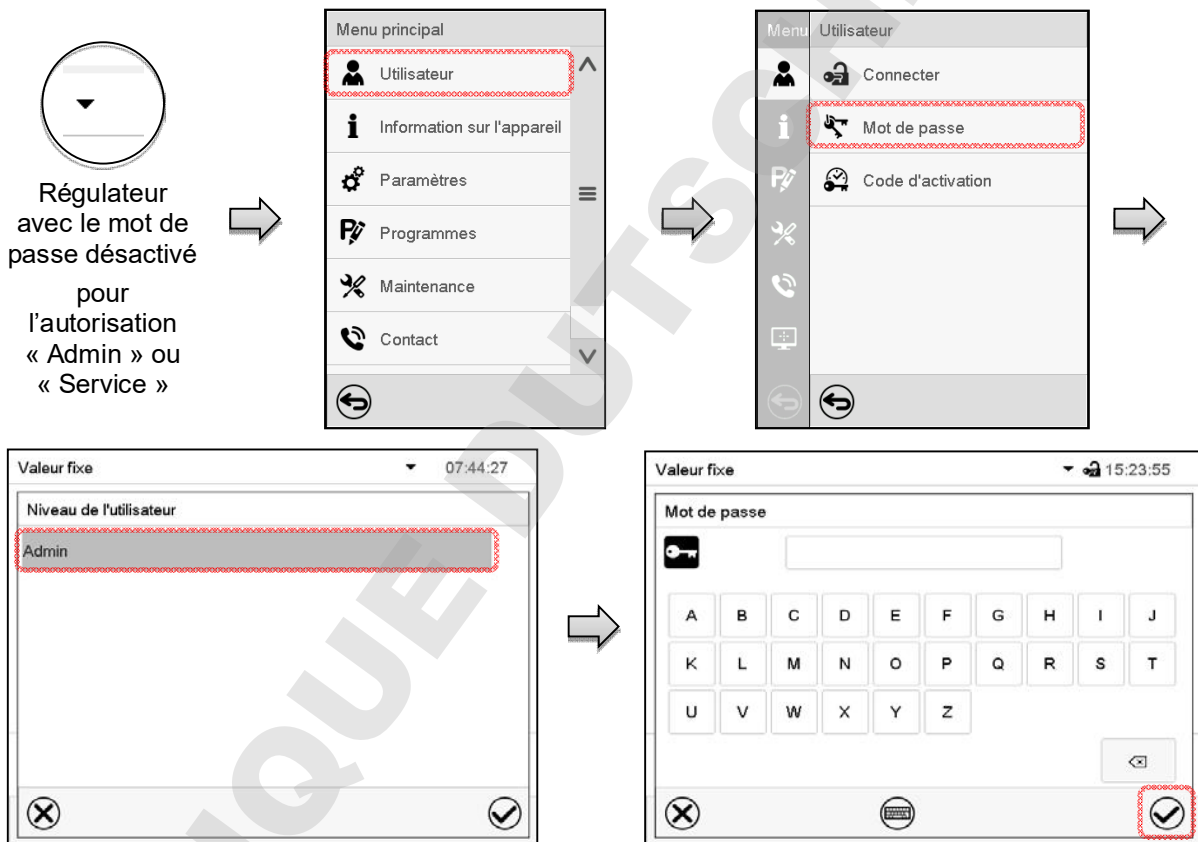 Régulateur
avec le mot de
passe désactivé
pour
l’autorisation
« Admin » ou
« Service »
Menu principal
Utilisateur
Information sur l'appareil
Paramètres
Programmes
Maintenance
Contact
Menu
Utilisateur
Connecter
Mot de passe
Code d'activation
Valeur fixe 07:44:27
Niveau de l'utilisateur
Admin
Valeur fixe 15:23:55
Mot de passe
A B C D E F G H I J
K L M N O P Q R S T
U V W X Y Z